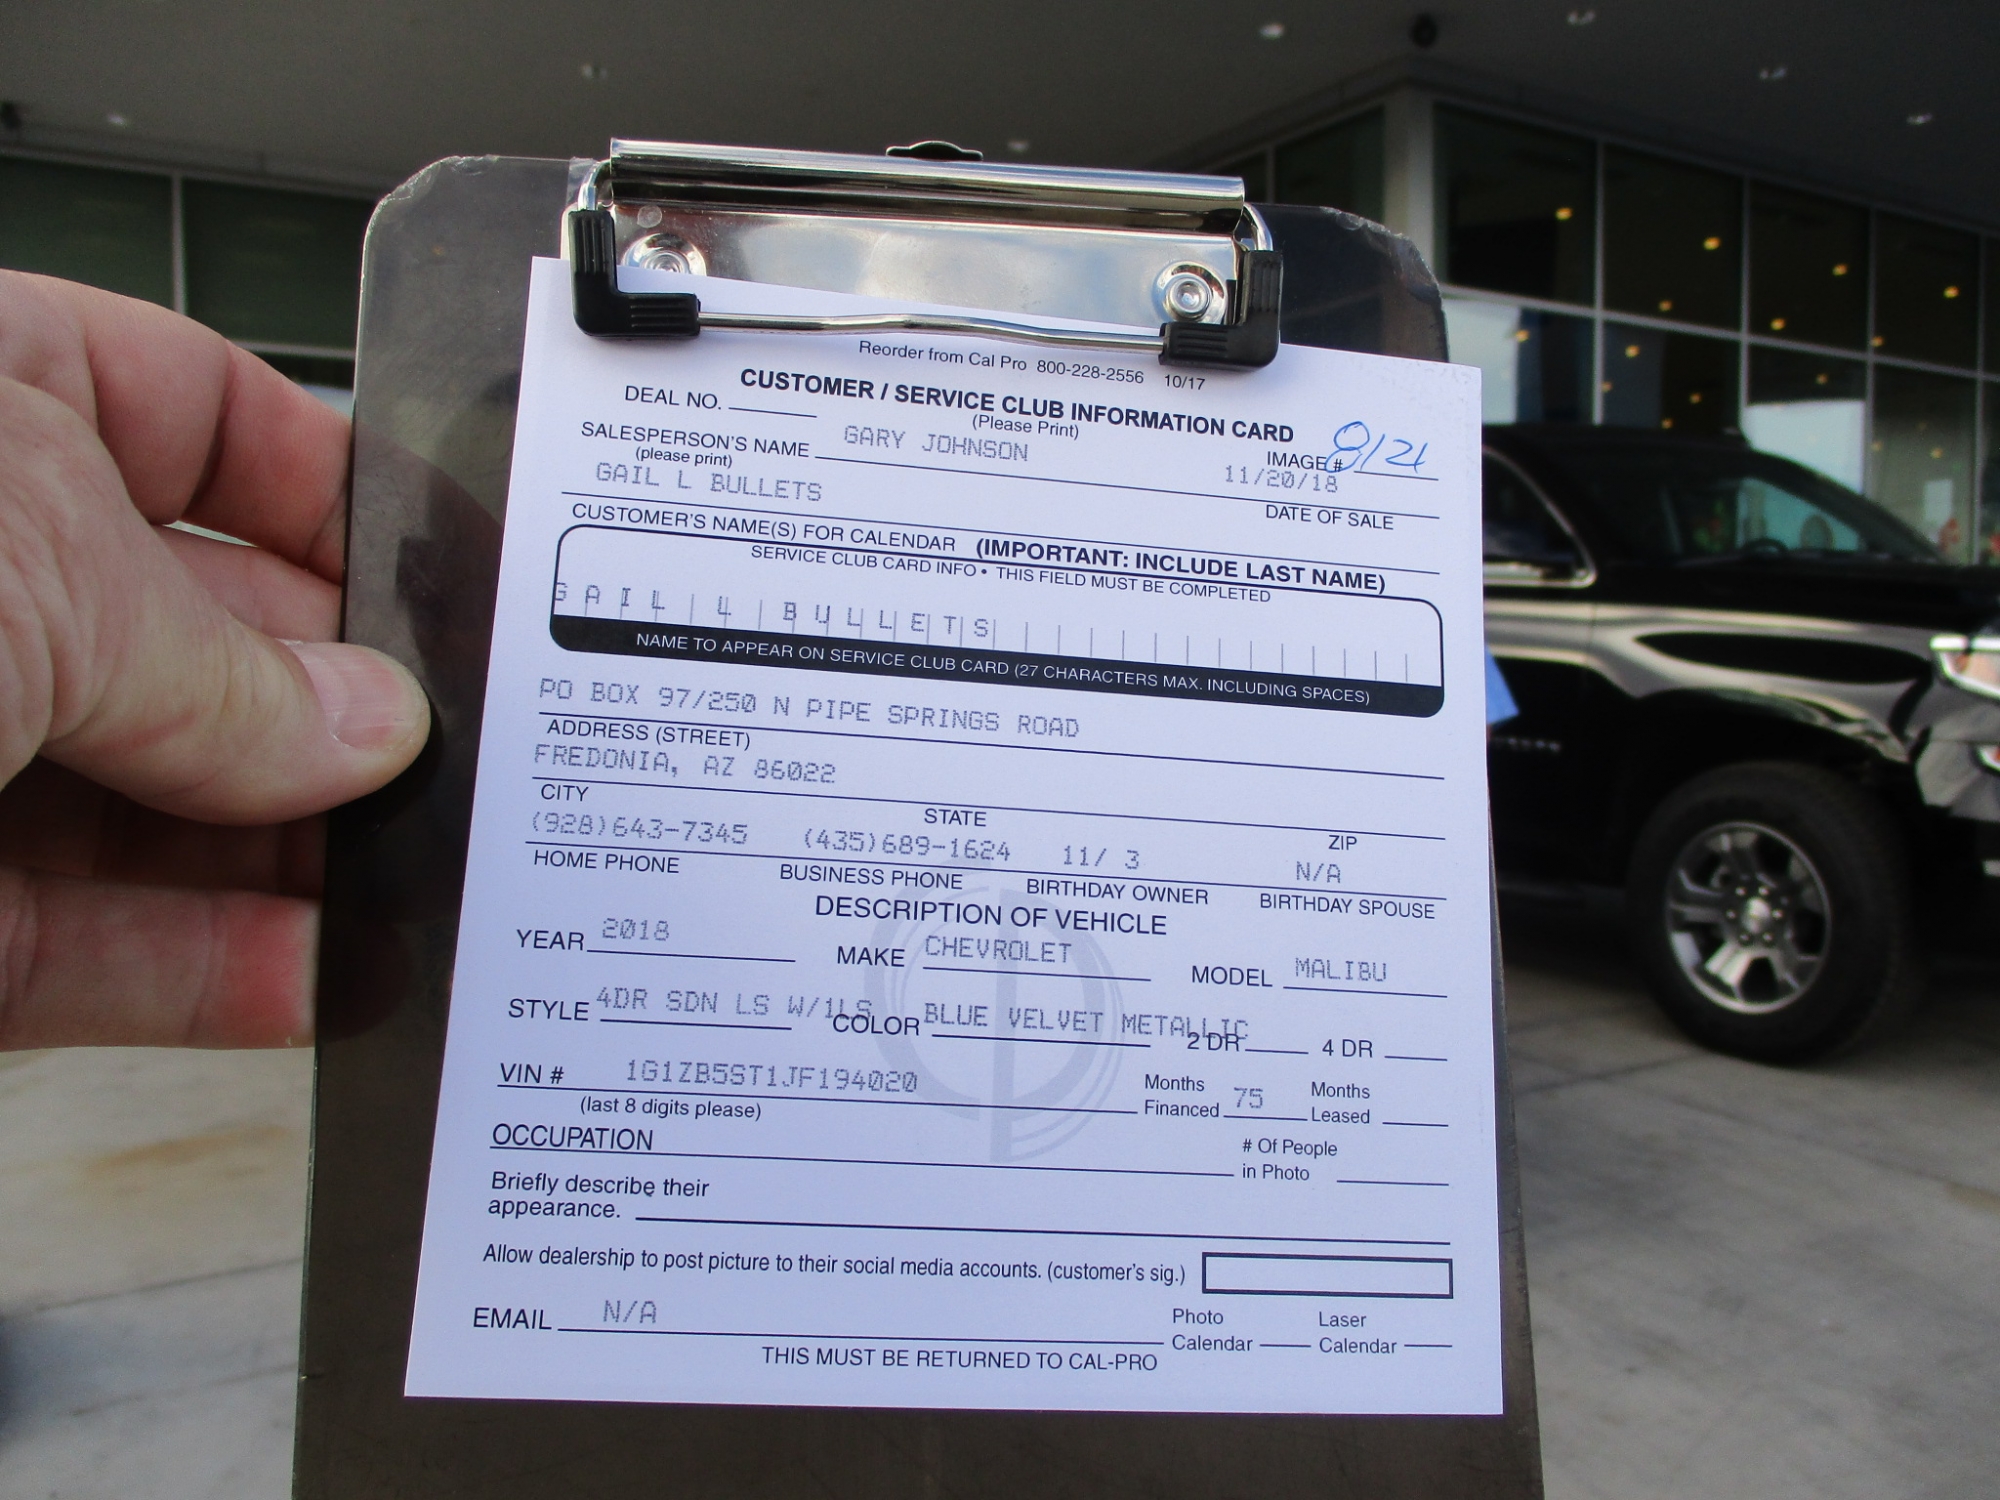 Reorder from Cal Pro 800-228-2556 10/17
CUSTOMER / SERVICE CLUB INFORMATION CARD
DEAL NO.
(Please Print)
SALESPERSON'S NAME GARY JOHNSON
(please print)
IMAGE # 8/21
GAIL L BULLETS 11/20/18
DATE OF SALE
CUSTOMER'S NAME(S) FOR CALENDAR (IMPORTANT: INCLUDE LAST NAME)
SERVICE CLUB CARD INFO • THIS FIELD MUST BE COMPLETED
GAIL L BULLETS
NAME TO APPEAR ON SERVICE CLUB CARD (27 CHARACTERS MAX. INCLUDING SPACES)
PO BOX 97/250 N PIPE SPRINGS ROAD
ADDRESS (STREET)
FREDONIA, AZ 86022
CITY STATE ZIP
(928)643-7345 (435)689-1624 11/ 3 N/A
HOME PHONE BUSINESS PHONE BIRTHDAY OWNER BIRTHDAY SPOUSE
DESCRIPTION OF VEHICLE
YEAR 2018 MAKE CHEVROLET MODEL MALIBU
STYLE 4DR SDN LS W/1LS COLOR BLUE VELVET METALLIC 2 DR 4 DR
VIN # 1G1ZB5ST1JF194020 Months Financed 75 Months Leased
(last 8 digits please)
OCCUPATION # Of People in Photo
Briefly describe their
appearance.
Allow dealership to post picture to their social media accounts. (customer's sig.)
EMAIL N/A Photo Calendar Laser Calendar
THIS MUST BE RETURNED TO CAL-PRO